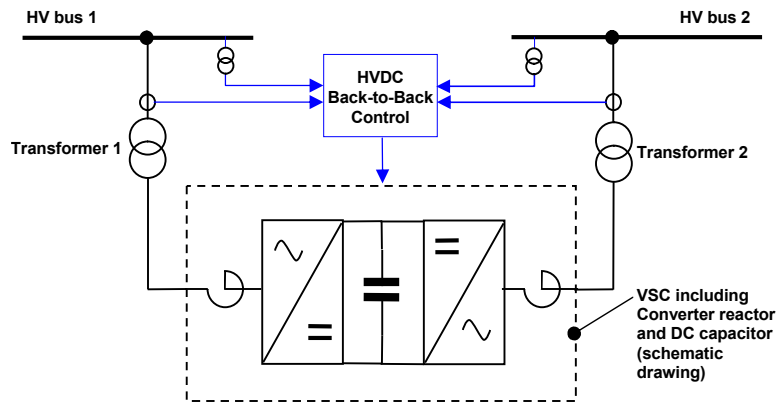 HV bus 1
HV bus 2
HVDC
Back-to-Back
Control
Transformer 1
Transformer 2
VSC including
Converter reactor
and DC capacitor
(schematic
drawing)